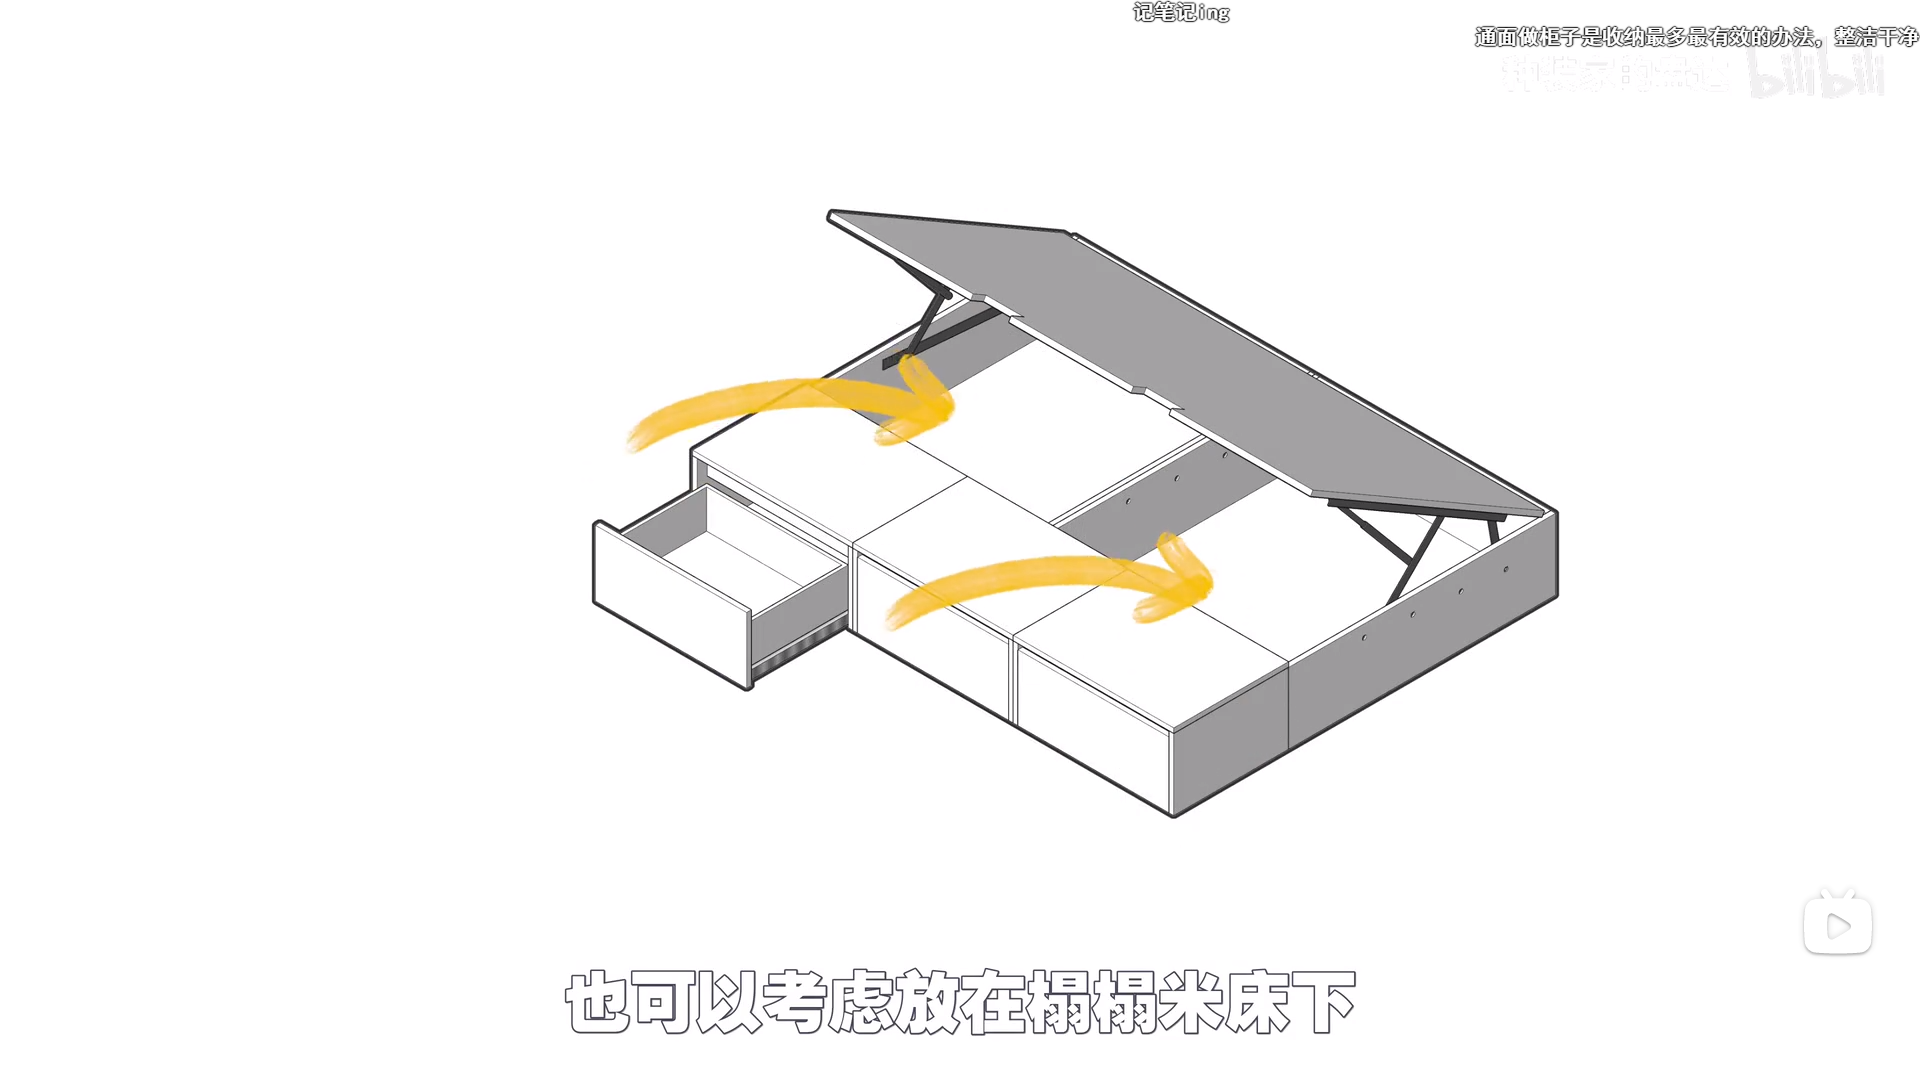 记笔记ing
通面做柜子是收纳最多最有效的办法，整洁干净
bilibili
也可以考虑放在榻榻米床下